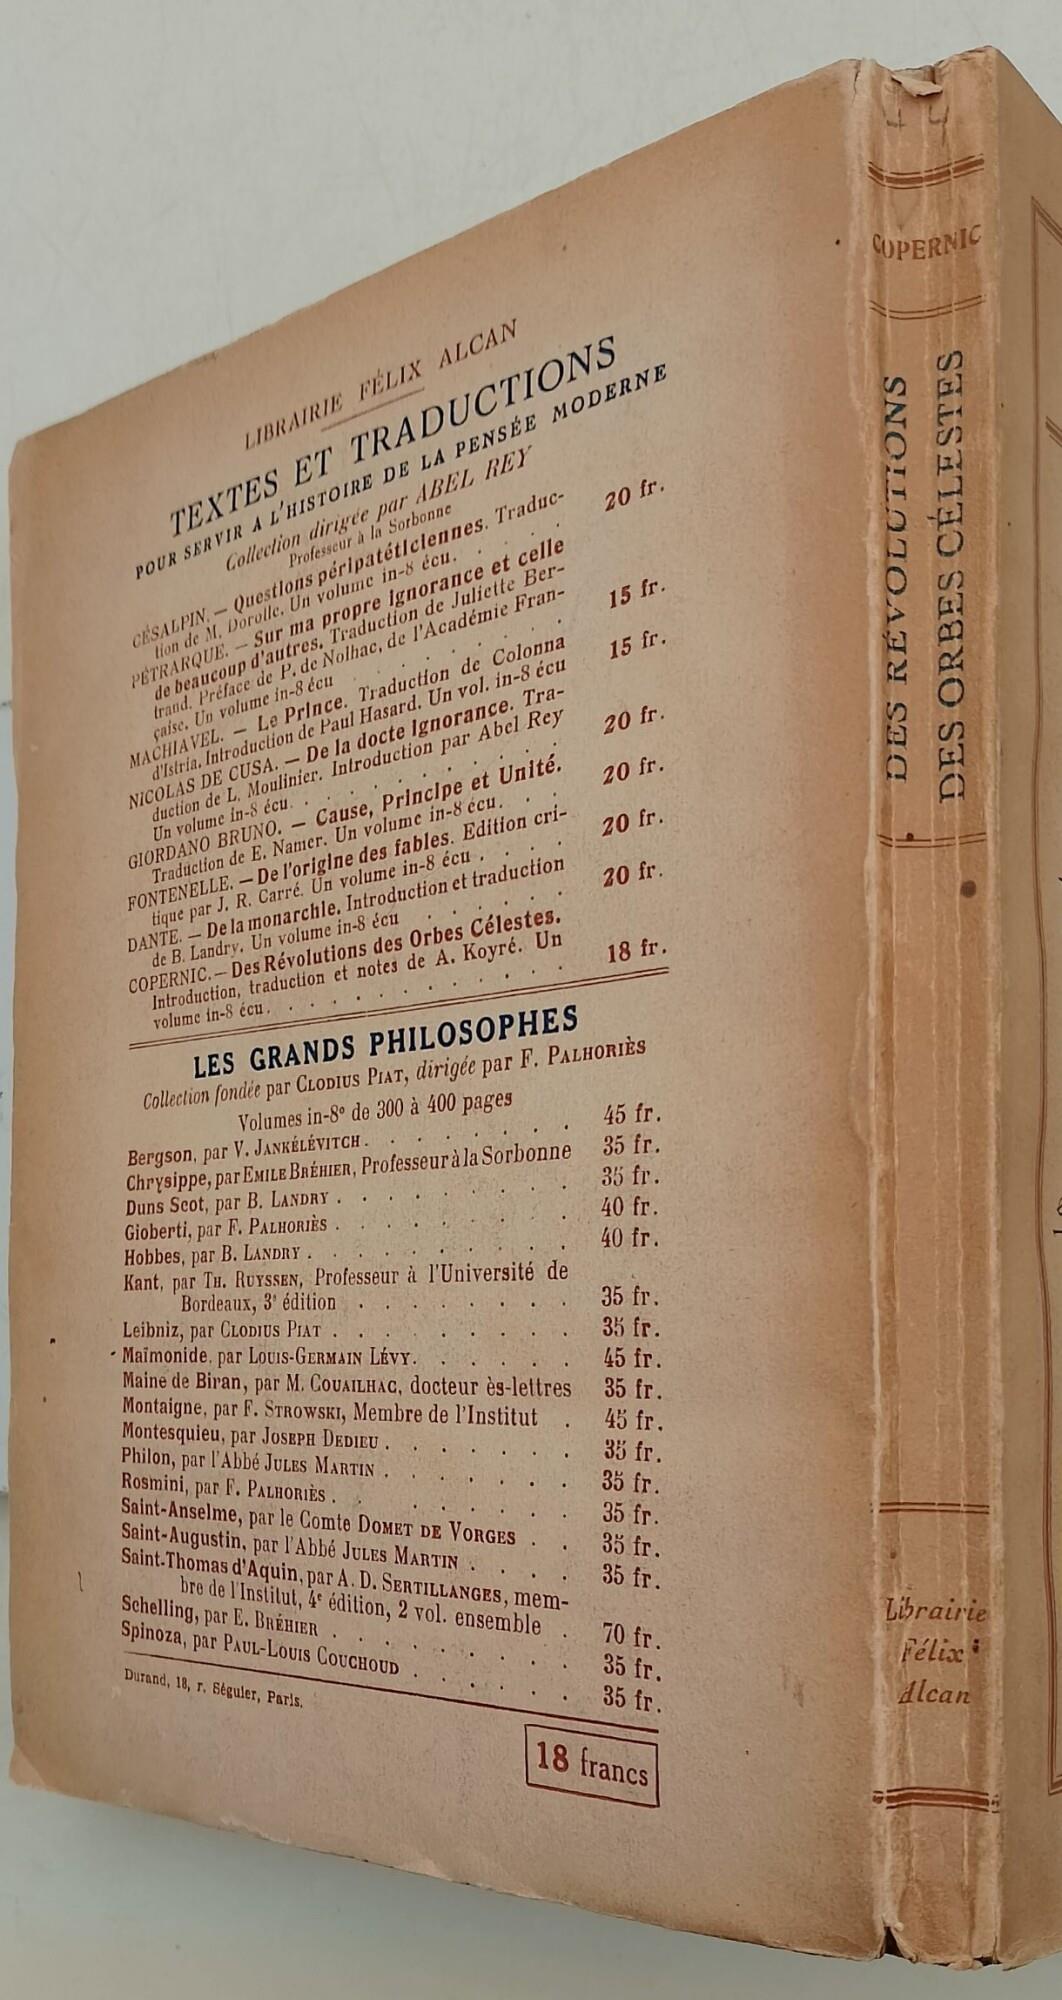 LIBRAIRIE FÉLIX ALCAN
TEXTES ET TRADUCTIONS
POUR SERVIR A L'HISTOIRE DE LA PENSÉE MODERNE
Collection dirigée par ABEL REY
Professeur à la Sorbonne
CÉSALPIN. — Questions péripatéticiennes. Traduc-
tion de M. Dorolle. Un volume in-8 écu. . . . 20 fr.
PÉTRARQUE. — Sur ma propre ignorance et celle
de beaucoup d'autres. Traduction de Juliette Ber-
trand. Préface de P. de Nolhac, de l'Académie Fran-
çaise. Un volume in-8 écu . . . . . . 15 fr.
MACHIAVEL. — Le Prince. Traduction de Colonna
d'Istria. Introduction de Paul Hasard. Un vol. in-8 écu 15 fr.
NICOLAS DE CUSA. — De la docte ignorance. Tra-
duction de L. Moulinier. Introduction par Abel Rey
Un volume in-8 écu. . . . . . . . 20 fr.
GIORDANO BRUNO. — Cause, Principe et Unité.
Traduction de E. Namer. Un volume in-8 écu. . . 20 fr.
FONTENELLE. — De l'origine des fables. Edition cri-
tique par J. R. Carré. Un volume in-8 écu . . . . 20 fr.
DANTE. — De la monarchie. Introduction et traduction
de B. Landry. Un volume in-8 écu . . . . . 20 fr.
COPERNIC. — Des Révolutions des Orbes Célestes.
Introduction, traduction et notes de A. Koyré. Un
volume in-8 écu. . . . . . . . . . 18 fr.
LES GRANDS PHILOSOPHES
Collection fondée par CLODIUS PIAT, dirigée par F. PALHORIÈS
Volumes in-8° de 300 à 400 pages
Bergson, par V. JANKÉLÉVITCH . . . . . . . . 45 fr.
Chrysippe, par EMILE BRÉHIER, Professeur à la Sorbonne 35 fr.
Duns Scot, par B. LANDRY . . . . . . . . 35 fr.
Gioberti, par F. PALHORIÈS . . . . . . . . 40 fr.
Hobbes, par B. LANDRY . . . . . . . . 40 fr.
Kant, par TH. RUYSSEN, Professeur à l'Université de
Bordeaux, 3e édition . . . . . . . 35 fr.
Leibniz, par CLODIUS PIAT . . . . . . . . 35 fr.
Maïmonide, par LOUIS-GERMAIN LÉVY. . . . . . 45 fr.
Maine de Biran, par M. COUAILHAC, docteur ès-lettres 35 fr.
Montaigne, par F. STROWSKI, Membre de l'Institut . 45 fr.
Montesquieu, par JOSEPH DEDIEU . . . . . . 35 fr.
Philon, par l'Abbé JULES MARTIN . . . . . . 35 fr.
Rosmini, par F. PALHORIÈS . . . . . . . 35 fr.
Saint-Anselme, par le Comte DOMET DE VORGES . . 35 fr.
Saint-Augustin, par l'Abbé JULES MARTIN . . . . 35 fr.
Saint-Thomas d'Aquin, par A. D. SERTILLANGES, mem-
bre de l'Institut, 4e édition, 2 vol. ensemble . 70 fr.
Schelling, par E. BRÉHIER . . . . . . . 35 fr.
Spinoza, par PAUL-LOUIS COUCHOUD . . . . . 35 fr.
Durand, 18, r. Séguier, Paris.
18 francs
COPERNIC
DES RÉVOLUTIONS
DES ORBES CÉLESTES
Librairie
Félix
Alcan